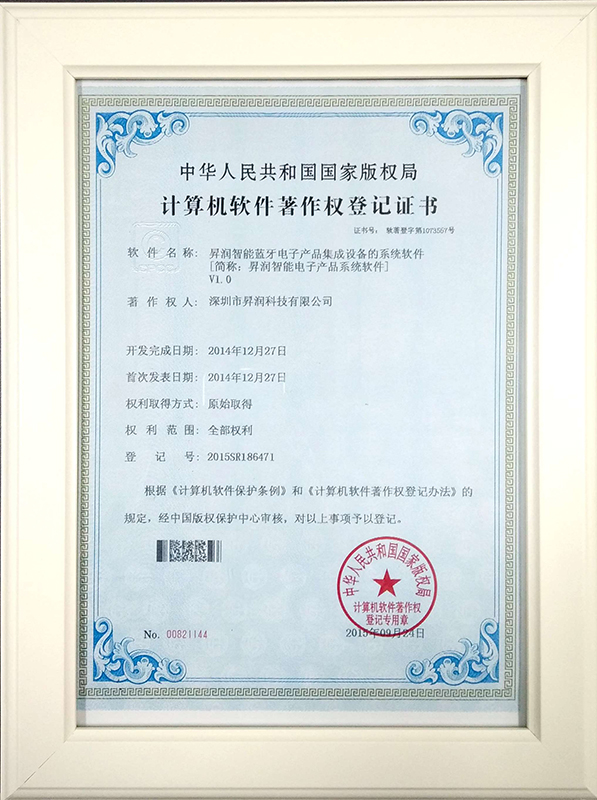 中华人民共和国国家版权局
计算机软件著作权登记证书
证书号： 软著登字第1073557号
软件名称： 昇润智能蓝牙电子产品集成设备的系统软件
[简称：昇润智能电子产品系统软件]
V1.0
著作权人： 深圳市昇润科技有限公司
开发完成日期： 2014年12月27日
首次发表日期： 2014年12月27日
权利取得方式： 原始取得
权利范围： 全部权利
登记号： 2015SR186471
根据《计算机软件保护条例》和《计算机软件著作权登记办法》的
规定，经中国版权保护中心审核，对以上事项予以登记。
中华人民共和国国家版权局
计算机软件著作权
登记专用章
No. 00821144
2015年09月24日